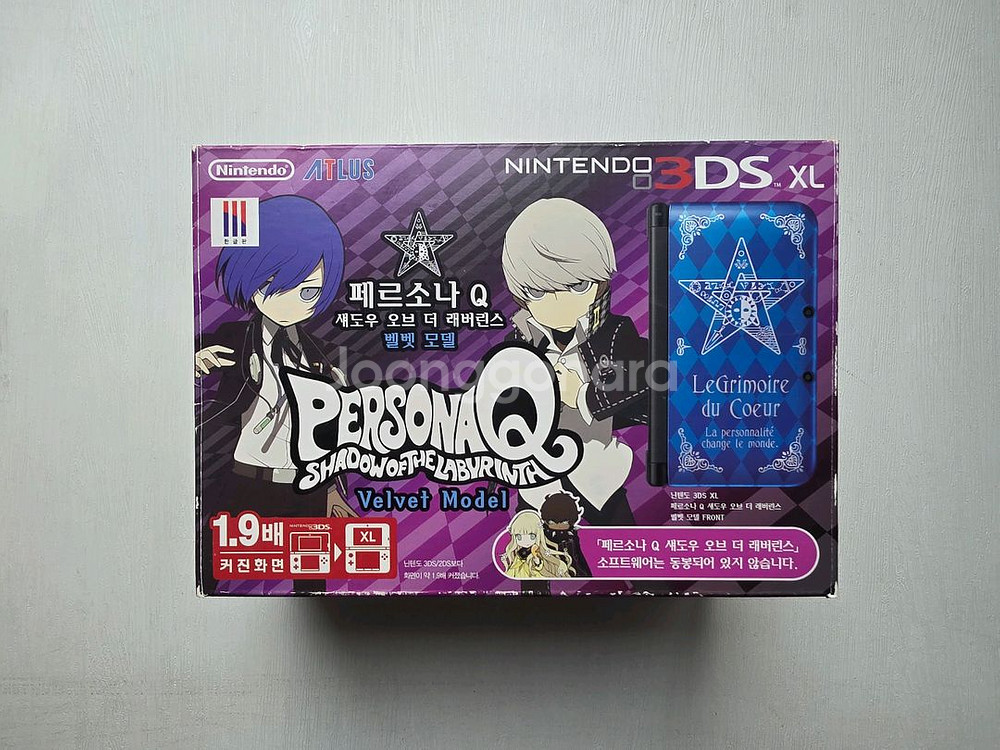 Nintendo
ATLUS
NINTENDO 3DS™ XL
한글판
페르소나 Q
섀도우 오브 더 래버린스
벨벳 모델
Joonggonara
PERSONA Q
SHADOW OF THE LABYRINTH
Velvet Model
Le Grimoire
du Coeur
La personnalité
change le monde.
닌텐도 3DS XL
페르소나 Q 섀도우 오브 더 래버린스
벨벳 모델 FRONT
1.9배
커진화면
NINTENDO 3DS
XL
닌텐도 3DS/2DS보다
화면이 약 1.9배 커졌습니다.
「페르소나 Q 섀도우 오브 더 래버린스」
소프트웨어는 동봉되어 있지 않습니다.